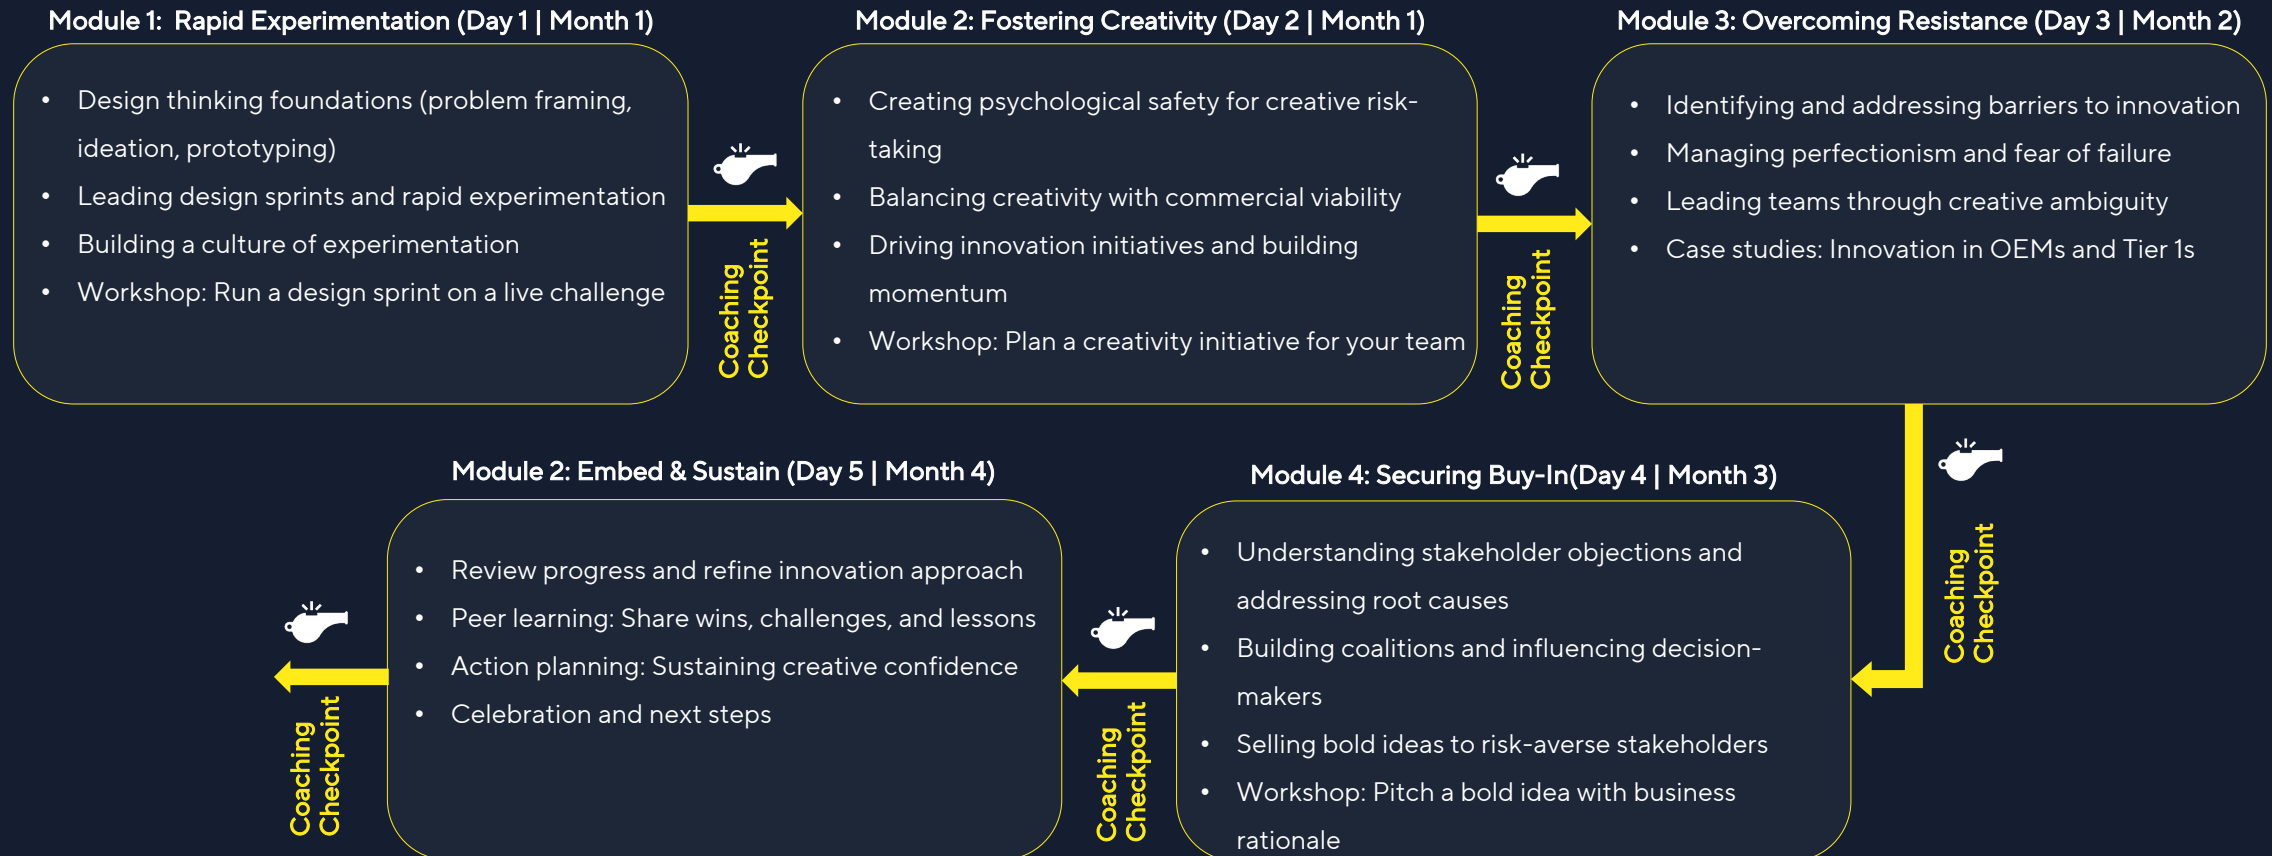 Module 1:  Rapid Experimentation (Day 1 | Month 1)
• Design thinking foundations (problem framing,
ideation, prototyping)
• Leading design sprints and rapid experimentation
• Building a culture of experimentation
• Workshop: Run a design sprint on a live challenge
Coaching
Checkpoint
Module 2: Fostering Creativity (Day 2 | Month 1)
• Creating psychological safety for creative risk-
taking
• Balancing creativity with commercial viability
• Driving innovation initiatives and building
momentum
• Workshop: Plan a creativity initiative for your team
Coaching
Checkpoint
Module 3: Overcoming Resistance (Day 3 | Month 2)
• Identifying and addressing barriers to innovation
• Managing perfectionism and fear of failure
• Leading teams through creative ambiguity
• Case studies: Innovation in OEMs and Tier 1s
Coaching
Checkpoint
Module 4: Securing Buy-In(Day 4 | Month 3)
• Understanding stakeholder objections and
addressing root causes
• Building coalitions and influencing decision-
makers
• Selling bold ideas to risk-averse stakeholders
• Workshop: Pitch a bold idea with business
rationale
Coaching
Checkpoint
Module 2: Embed & Sustain (Day 5 | Month 4)
• Review progress and refine innovation approach
• Peer learning: Share wins, challenges, and lessons
• Action planning: Sustaining creative confidence
• Celebration and next steps
Coaching
Checkpoint